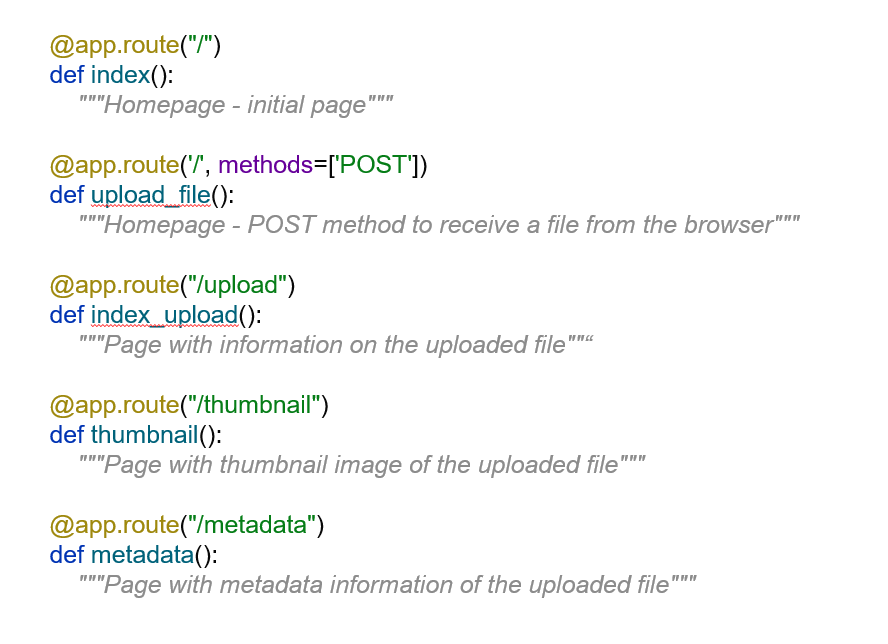 @app.route("/")
def index():
"""Homepage - initial page"""
@app.route('/', methods=['POST'])
def upload_file():
"""Homepage - POST method to receive a file from the browser"""
@app.route("/upload")
def index_upload():
"""Page with information on the uploaded file""“
@app.route("/thumbnail")
def thumbnail():
"""Page with thumbnail image of the uploaded file"""
@app.route("/metadata")
def metadata():
"""Page with metadata information of the uploaded file"""